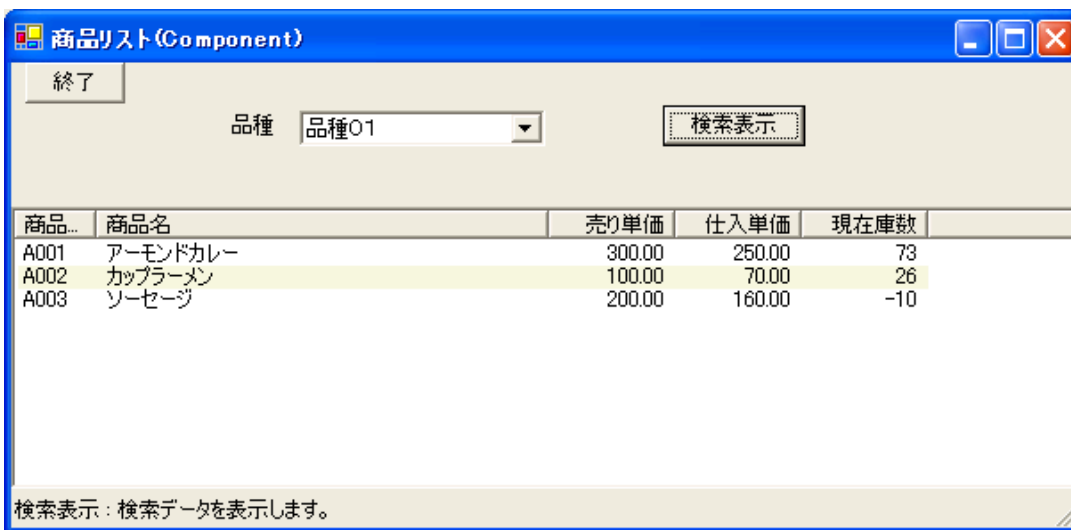 商品リスト(Component)
終了
品種 品種01 検索表示
商品... 商品名 売り単価 仕入単価 現在庫数
A001 アーモンドカレー 300.00 250.00 73
A002 カップラーメン 100.00 70.00 26
A003 ソーセージ 200.00 160.00 -10
検索表示：検索データを表示します。